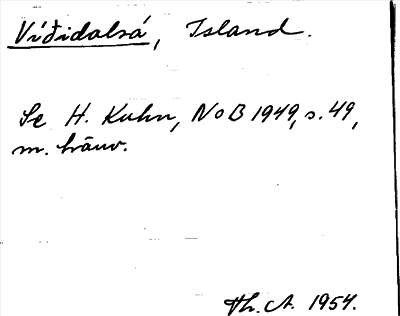 Víðidalsá, Island.
Se H. Kuhn, NoB 1949, s. 49,
m. hänv.
Th. A. 1954.